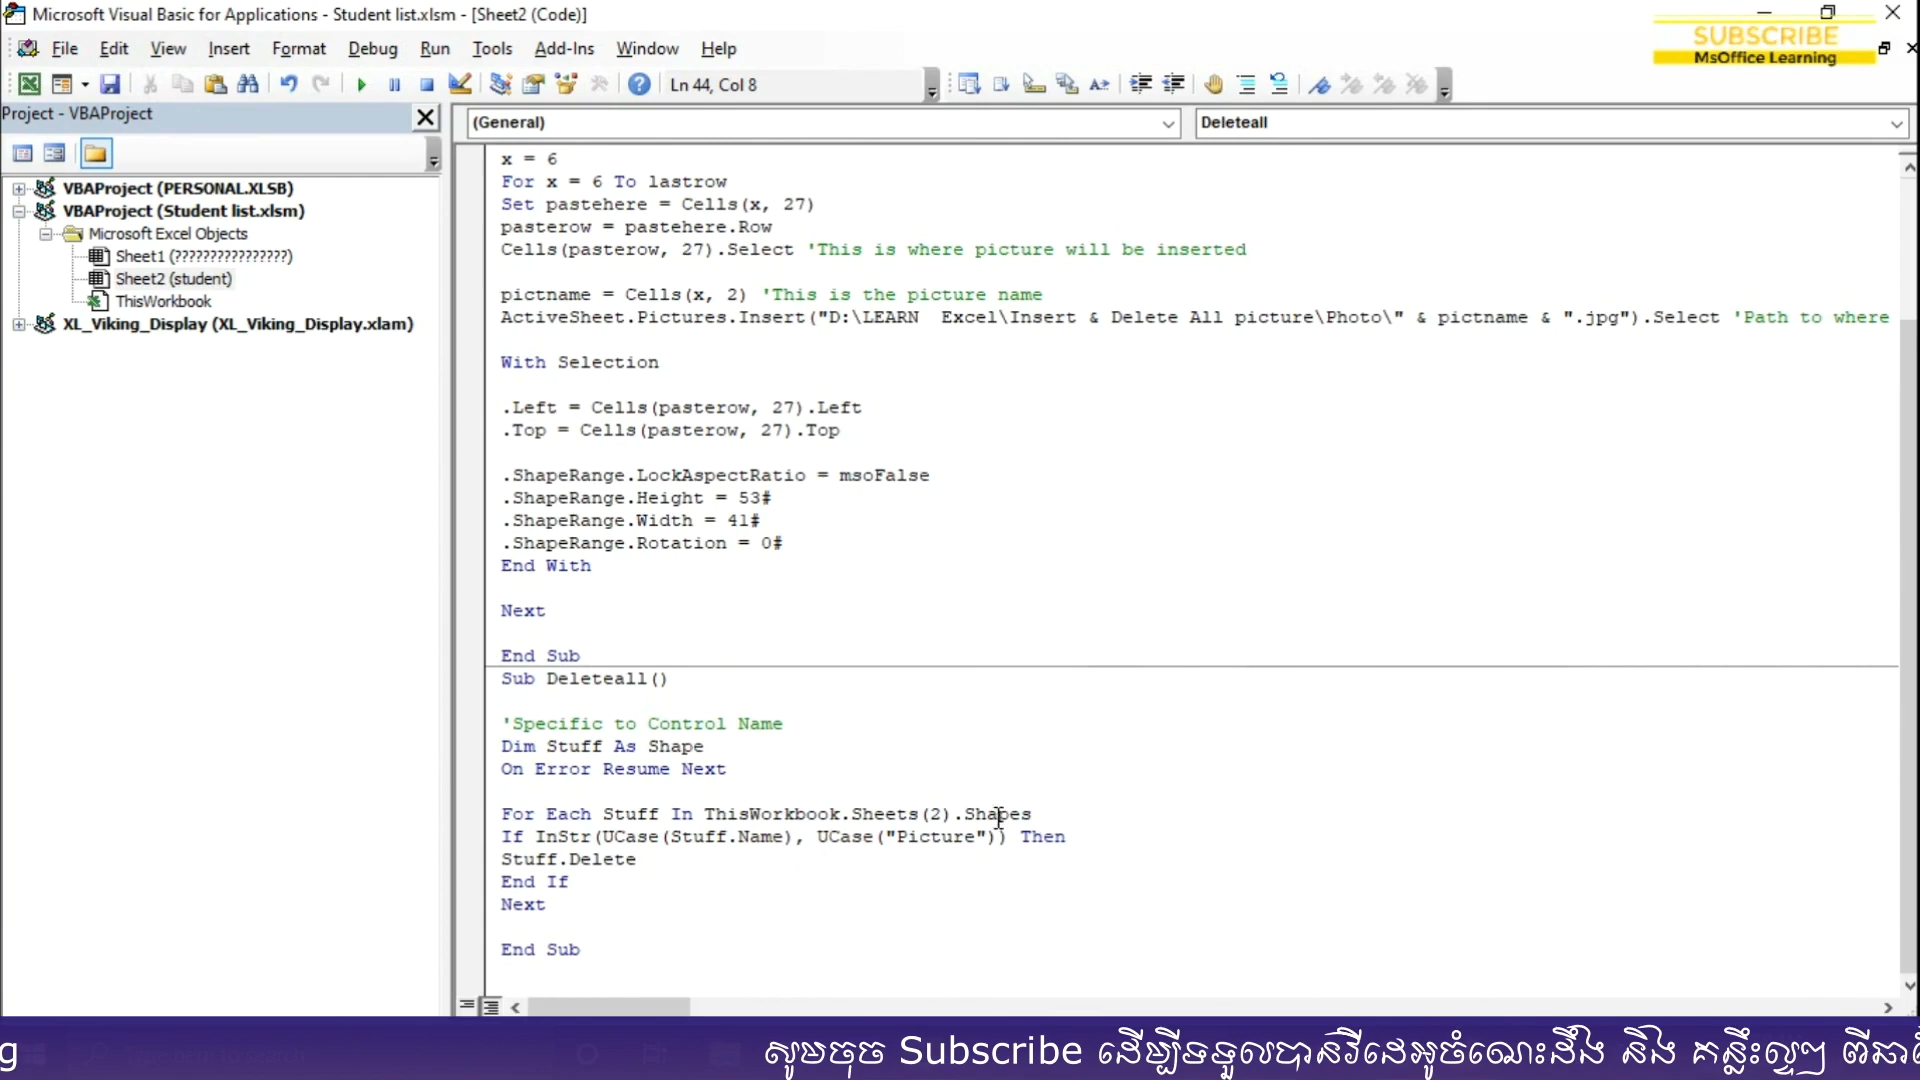 Microsoft Visual Basic for Applications - Student list.xlsm - [Sheet2 (Code)]
SUBSCRIBE
MsOffice Learning
File Edit View Insert Format Debug Run Tools Add-Ins Window Help
Ln 44, Col 8
Project - VBAProject
(General)
Deleteall
VBAProject (PERSONAL.XLSB)
VBAProject (Student list.xlsm)
Microsoft Excel Objects
Sheet1 (????????????????)
Sheet2 (student)
ThisWorkbook
XL_Viking_Display (XL_Viking_Display.xlam)
x = 6
For x = 6 To lastrow
Set pastehere = Cells(x, 27)
pasterow = pastehere.Row
Cells(pasterow, 27).Select 'This is where picture will be inserted
pictname = Cells(x, 2) 'This is the picture name
ActiveSheet.Pictures.Insert("D:\LEARN  Excel\Insert & Delete All picture\Photo\" & pictname & ".jpg").Select 'Path to where
With Selection
.Left = Cells(pasterow, 27).Left
.Top = Cells(pasterow, 27).Top
.ShapeRange.LockAspectRatio = msoFalse
.ShapeRange.Height = 53#
.ShapeRange.Width = 41#
.ShapeRange.Rotation = 0#
End With
Next
End Sub
Sub Deleteall()
'Specific to Control Name
Dim Stuff As Shape
On Error Resume Next
For Each Stuff In ThisWorkbook.Sheets(2).Shapes
If InStr(UCase(Stuff.Name), UCase("Picture")) Then
Stuff.Delete
End If
Next
End Sub
g
សូមចុច Subscribe ដើម្បីទទួលបានវីដេអូចំណេះដឹង និង គន្លឹះល្អៗ ពី